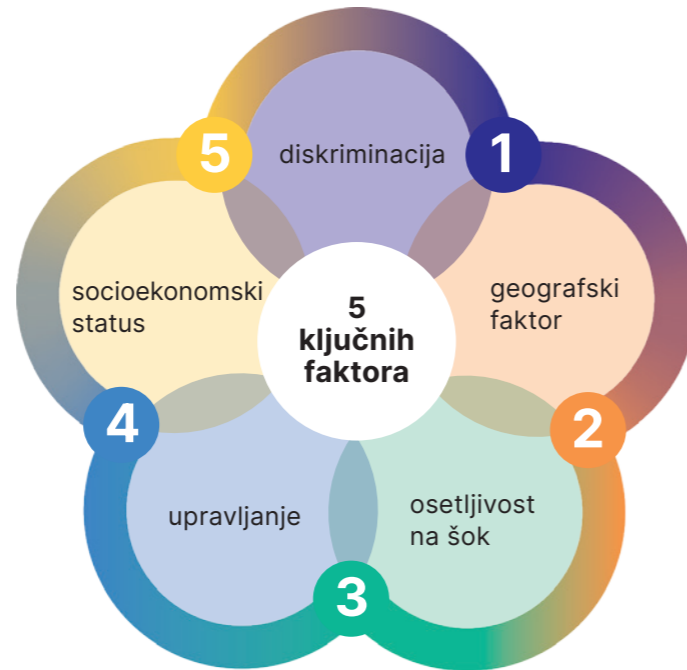 5
diskriminacija
1
socioekonomski
status
5
ključnih
faktora
geografski
faktor
4
2
upravljanje
osetljivost
na šok
3